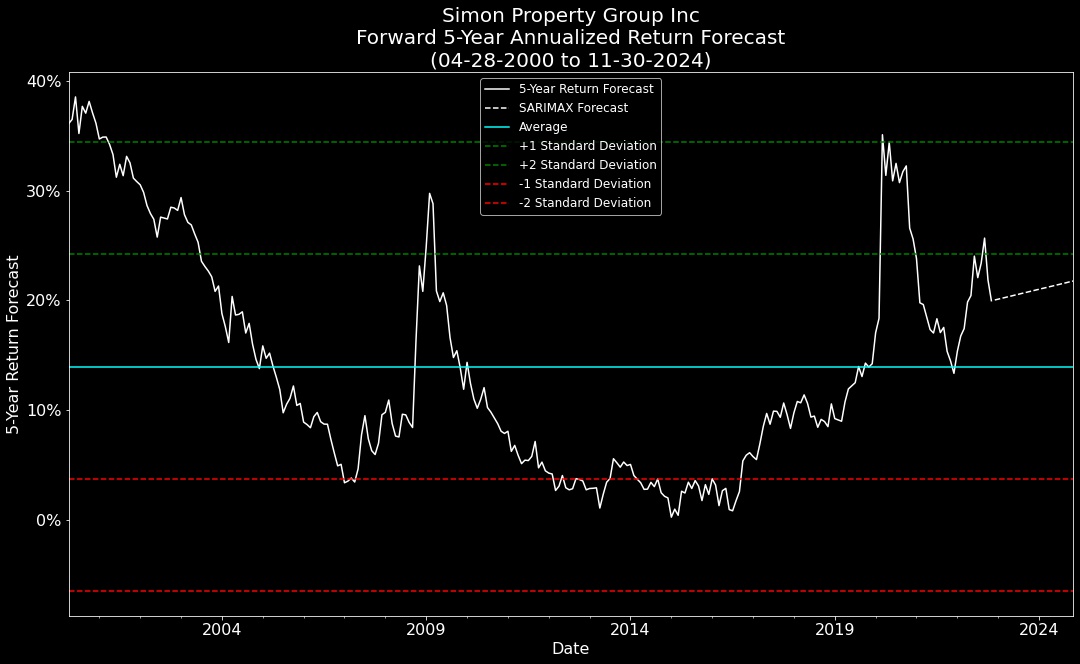 Simon Property Group Inc
Forward 5-Year Annualized Return Forecast
(04-28-2000 to 11-30-2024)
5-Year Return Forecast
SARIMAX Forecast
Average
+1 Standard Deviation
+2 Standard Deviation
-1 Standard Deviation
-2 Standard Deviation
5-Year Return Forecast
40%
30%
20%
10%
0%
2004
2009
2014
2019
2024
Date